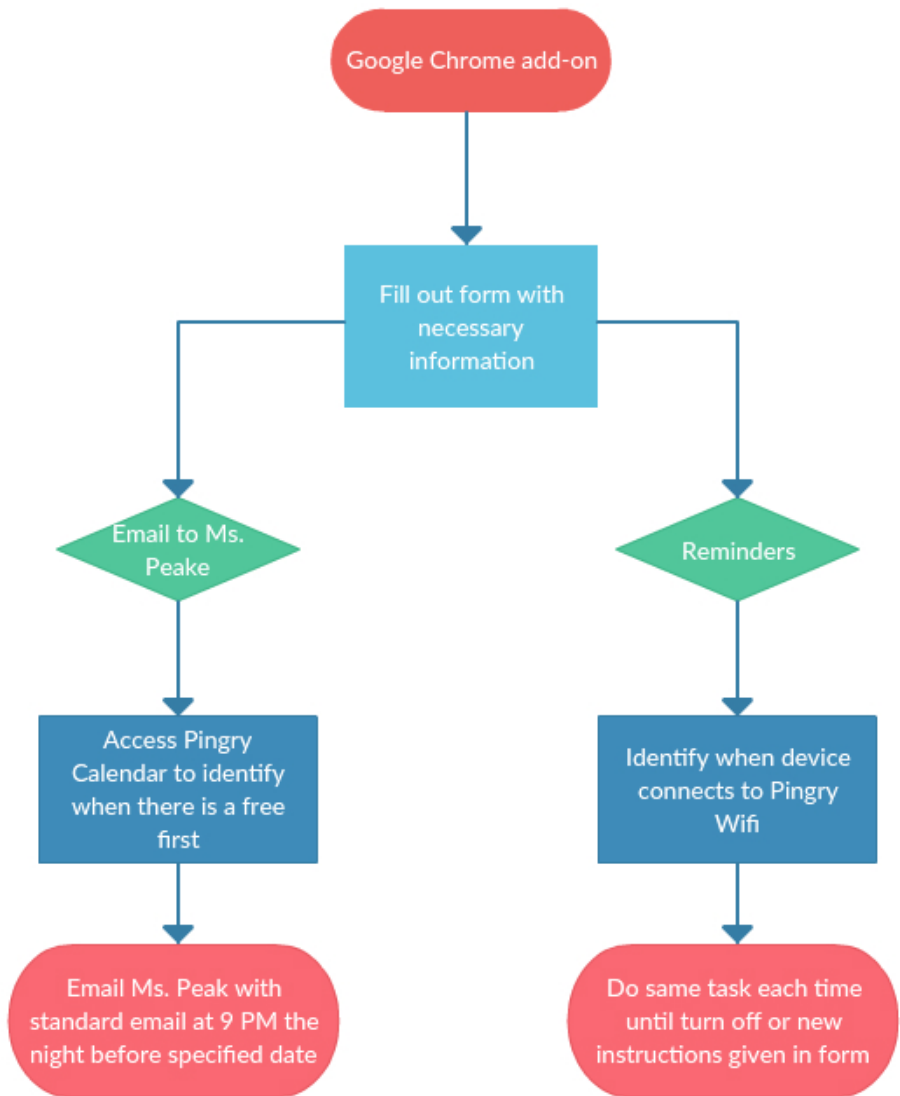 Google Chrome add-on
Fill out form with
necessary
information
Email to Ms.
Peake
Reminders
Access Pingry
Calendar to identify
when there is a free
first
Identify when device
connects to Pingry
Wifi
Email Ms. Peak with
standard email at 9 PM the
night before specified date
Do same task each time
until turn off or new
instructions given in form